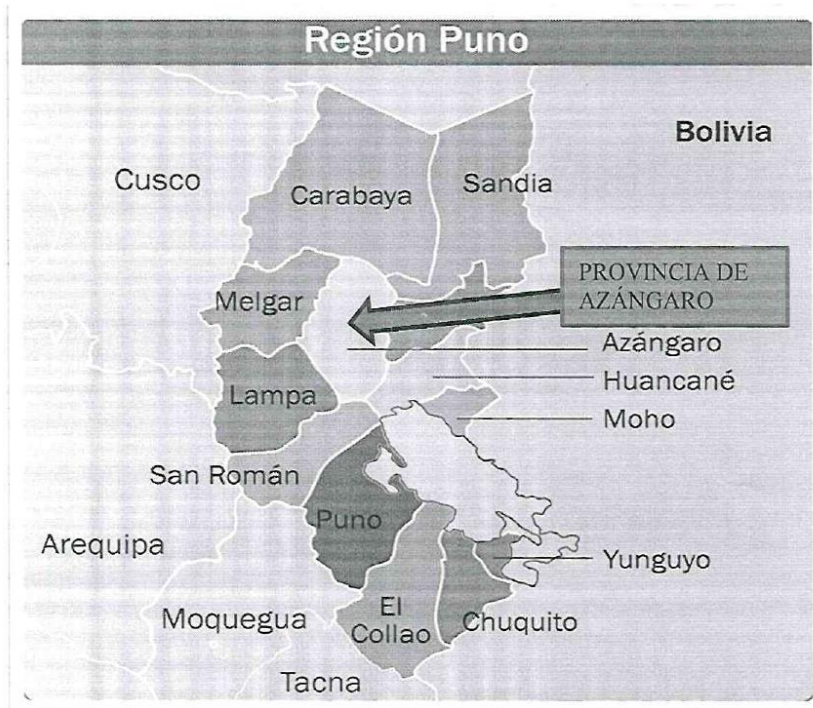 Región Puno
Bolivia
Cusco
Carabaya
Sandia
PROVINCIA DE
AZÁNGARO
Melgar
Azángaro
Huancané
Lampa
Moho
San Román
Puno
Arequipa
Yunguyo
Moquegua
El
Collao
Chuquito
Tacna